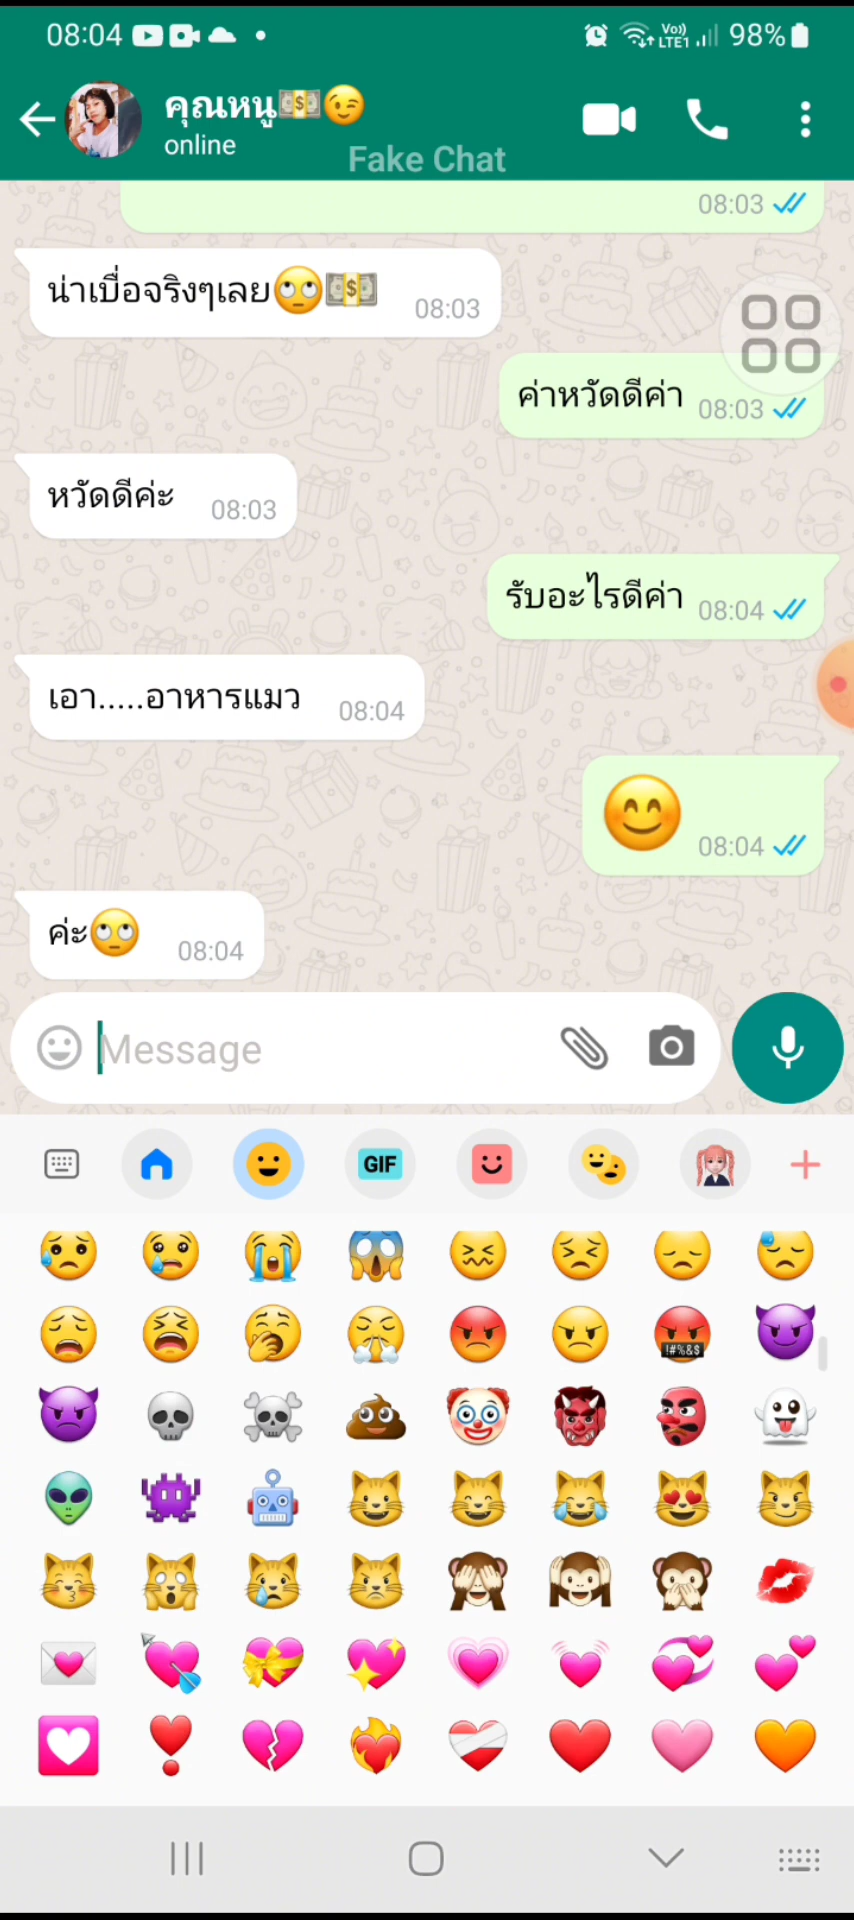 08:04
Vo)) LTE1 98%
คุณหนู💵😉
online
Fake Chat
08:03
น่าเบื่อจริงๆเลย🙄💵 08:03
ค่าหวัดดีค่า 08:03
หวัดดีค่ะ 08:03
รับอะไรดีค่า 08:04
เอา.....อาหารแมว 08:04
😊 08:04
ค่ะ🙄 08:04
Message
GIF
!#%&$